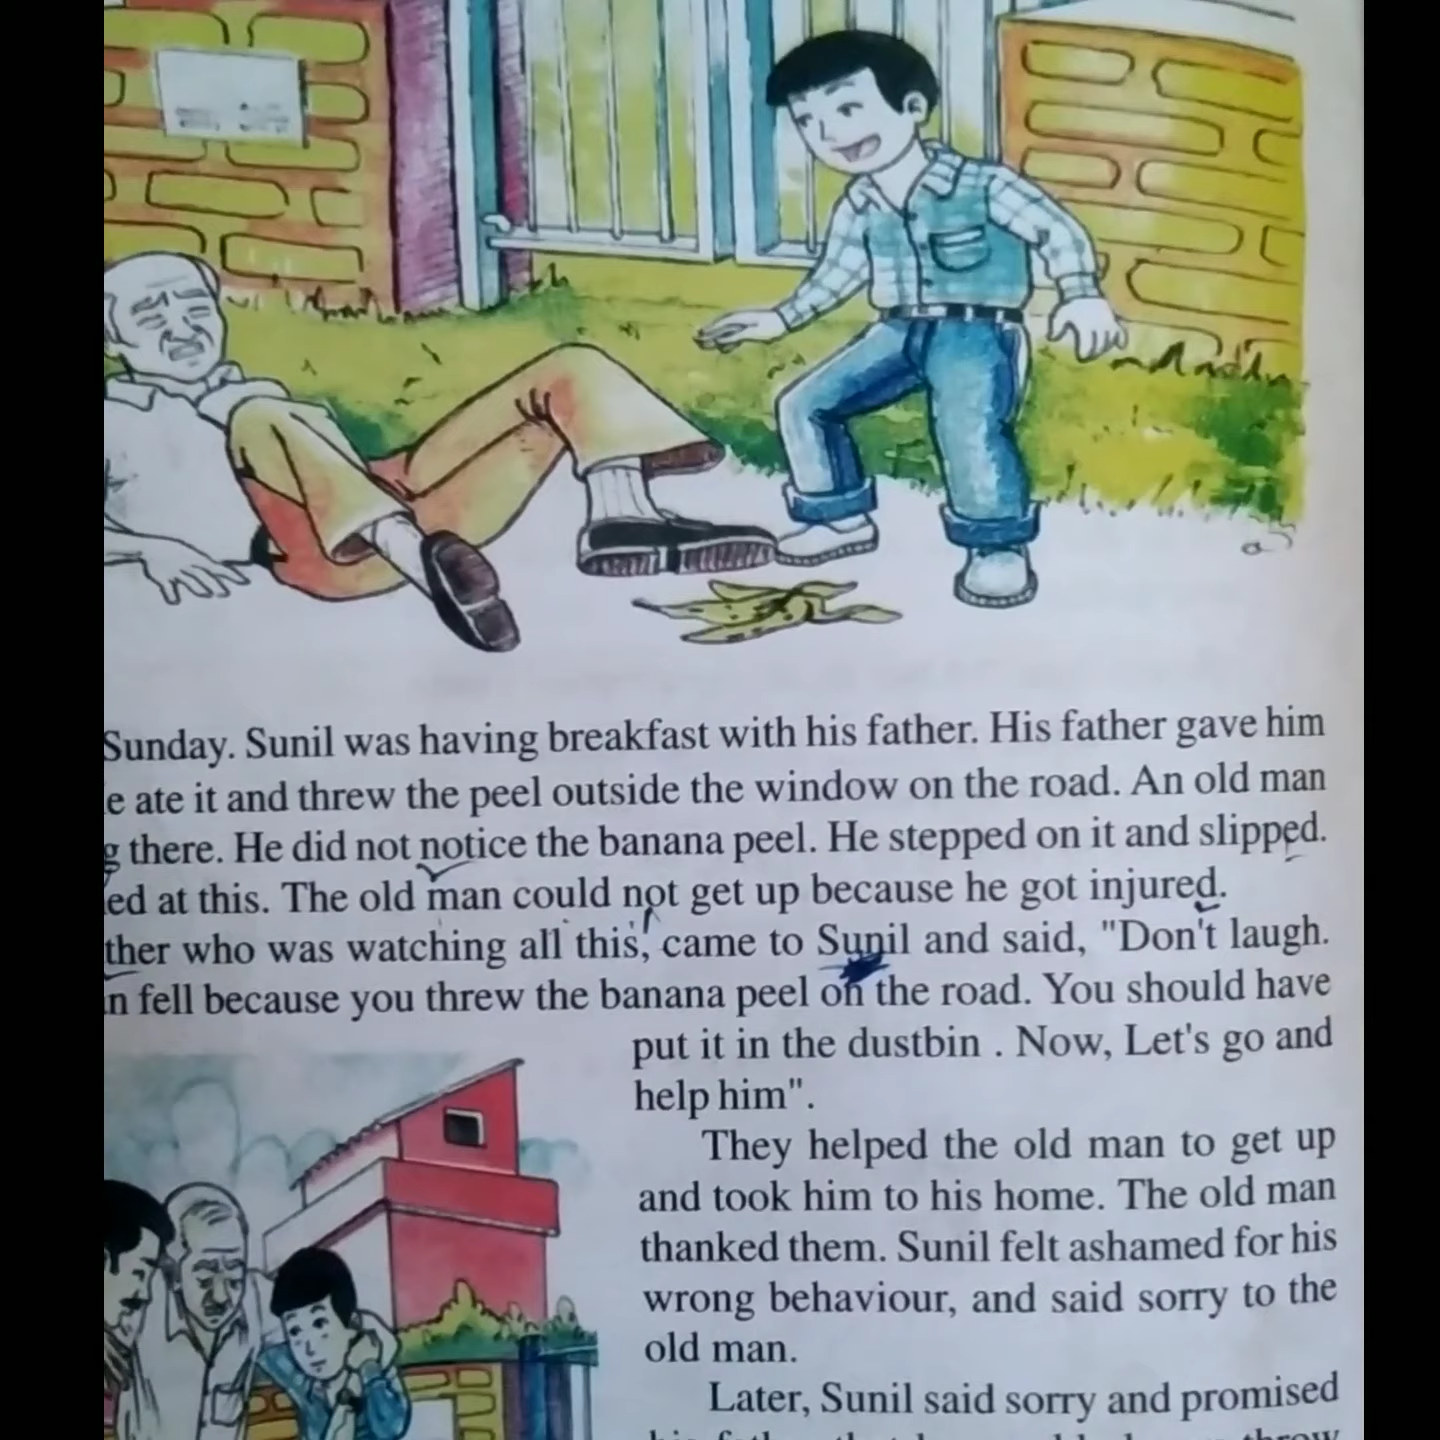 Sunday. Sunil was having breakfast with his father. His father gave him
e ate it and threw the peel outside the window on the road. An old man
g there. He did not notice the banana peel. He stepped on it and slipped.
ed at this. The old man could not get up because he got injured.
ther who was watching all this, came to Sunil and said, "Don't laugh.
n fell because you threw the banana peel on the road. You should have
put it in the dustbin . Now, Let's go and
help him".
They helped the old man to get up
and took him to his home. The old man
thanked them. Sunil felt ashamed for his
wrong behaviour, and said sorry to the
old man.
Later, Sunil said sorry and promised